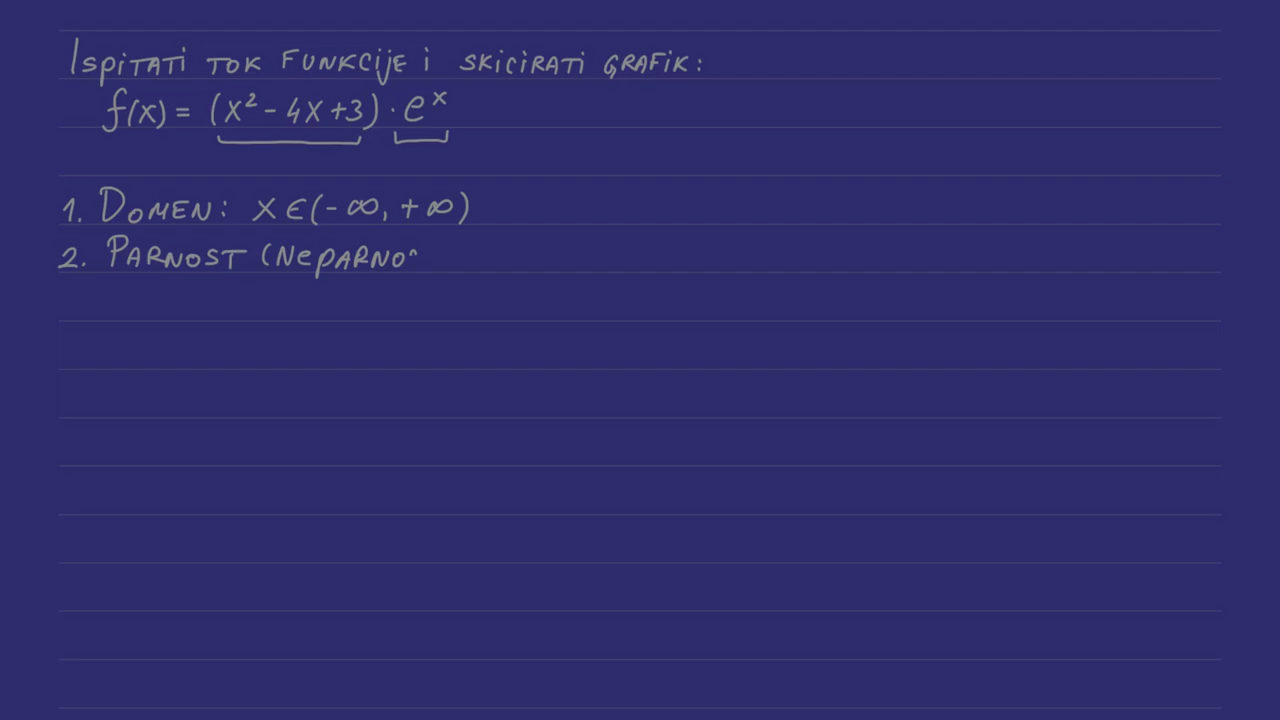 Ispitati tok funkcije i skicirati grafik:
f(x) = (x² - 4x + 3) · eˣ
1. Domen: x ∈ (-∞, +∞)
2. Parnost (Neparno